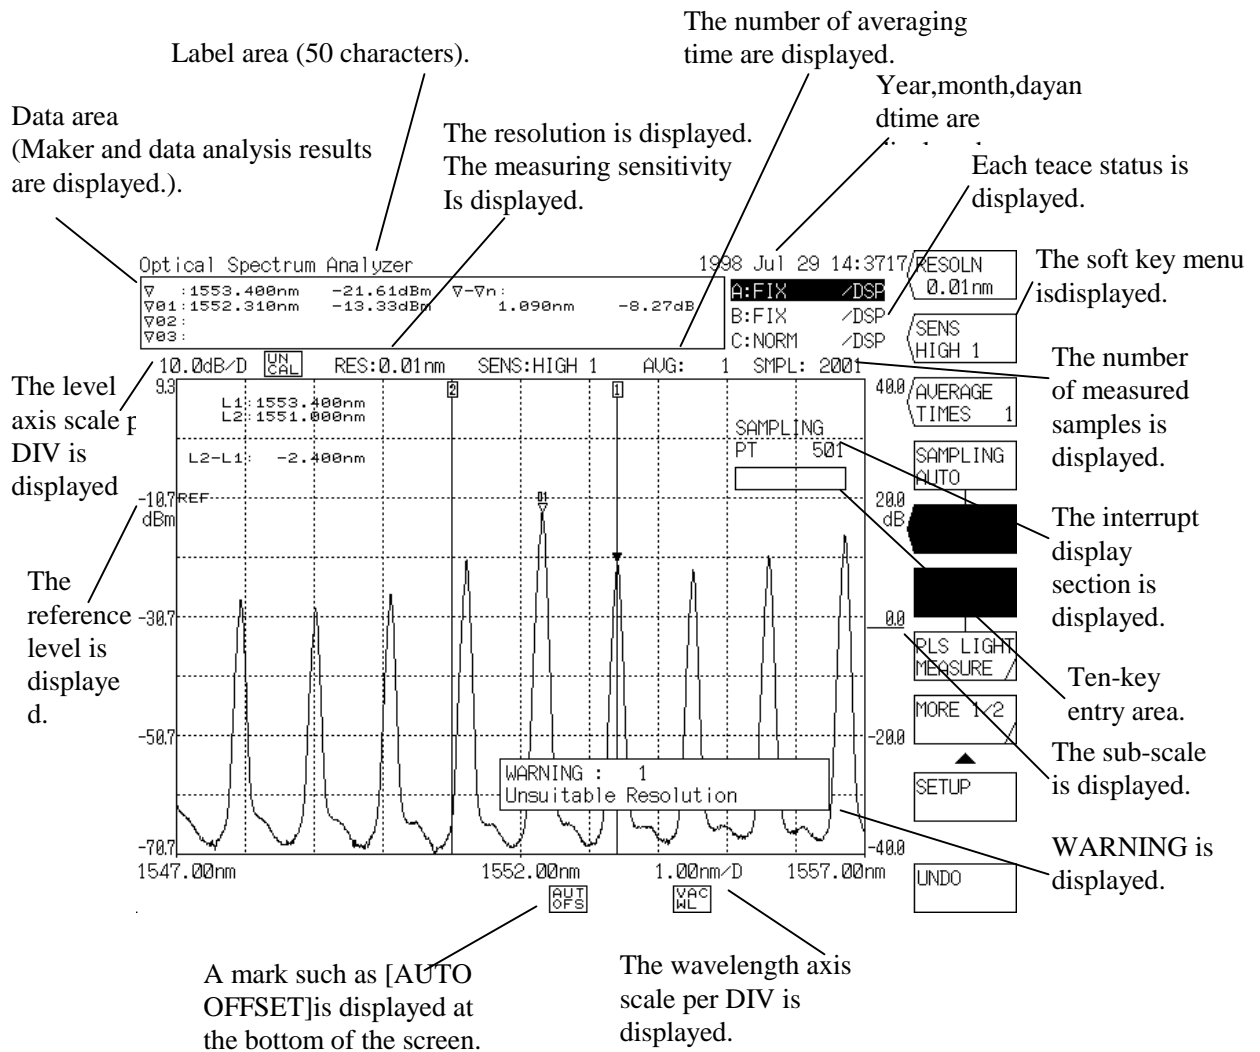 The number of averaging
time are displayed.
Label area (50 characters).
Year,month,dayan
dtime are
Data area
(Maker and data analysis results
are displayed.).
The resolution is displayed.
The measuring sensitivity
Is displayed.
Each teace status is
displayed.
Optical Spectrum Analyzer
1998 Jul 29 14:3717
▽ :1553.400nm -21.61dBm ▽-▽n:
▽01:1552.310nm -13.33dBm 1.090nm -8.27dB
▽02:
▽03:
A:FIX /DSP
B:FIX /DSP
C:NORM /DSP
RESOLN
0.01nm
SENS
HIGH 1
The soft key menu
isdisplayed.
10.0dB/D UN CAL RES:0.01nm SENS:HIGH 1 AVG: 1 SMPL: 2001
The level
axis scale p
DIV is
displayed
The number
of measured
samples is
displayed.
9.3
2
1
40.0
AVERAGE
TIMES 1
L1:1553.400nm
L2:1551.000nm
L2-L1: -2.400nm
SAMPLING
PT 501
SAMPLING
AUTO
-10.7 REF
dBm
01
20.0
dB
The interrupt
display
section is
displayed.
The
reference
level is
displaye
d.
-30.7
0.0
PLS LIGHT
MEASURE
Ten-key
entry area.
MORE 1/2
-50.7
-20.0
The sub-scale
is displayed.
WARNING : 1
Unsuitable Resolution
SETUP
-70.7
-40.0
WARNING is
displayed.
1547.00nm 1552.00nm 1.00nm/D 1557.00nm
UNDO
AUT
OFS
VAC
WL
A mark such as [AUTO
OFFSET]is displayed at
the bottom of the screen.
The wavelength axis
scale per DIV is
displayed.